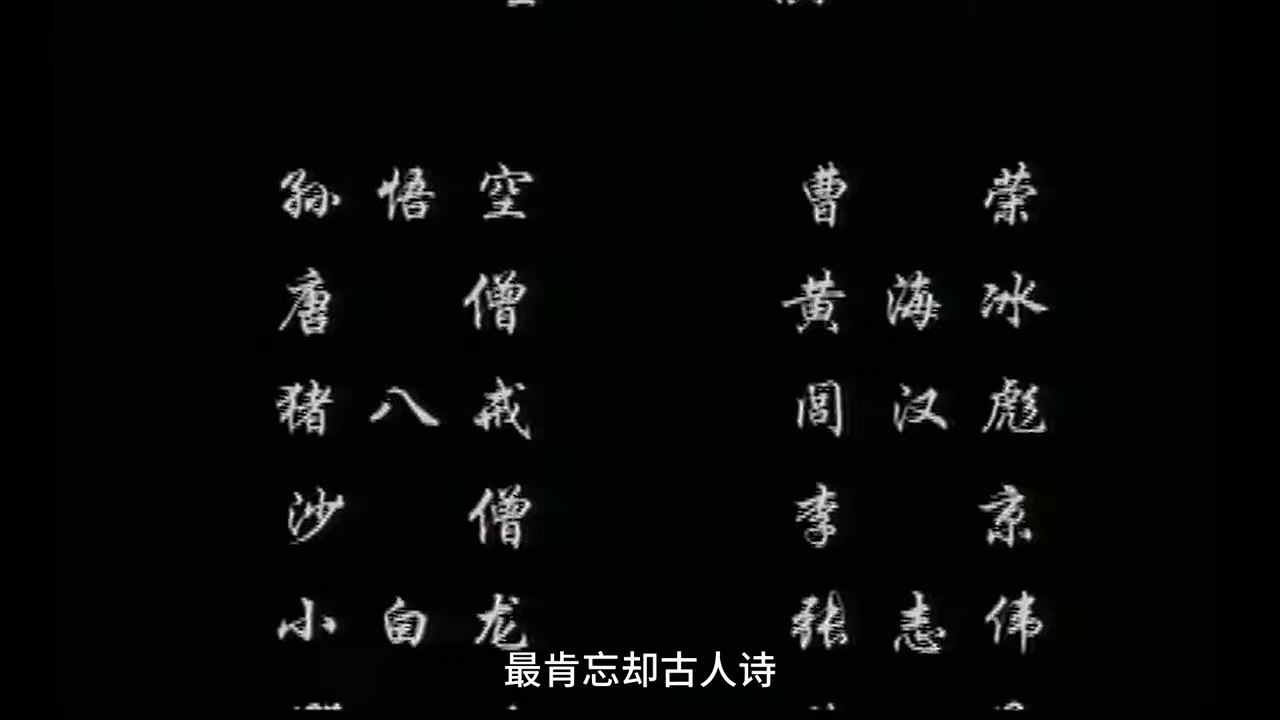 孙悟空 曹荣
唐僧 黄海冰
猪八戒 闾汉彪
沙僧 李京
小白龙 张志伟
最肯忘却古人诗